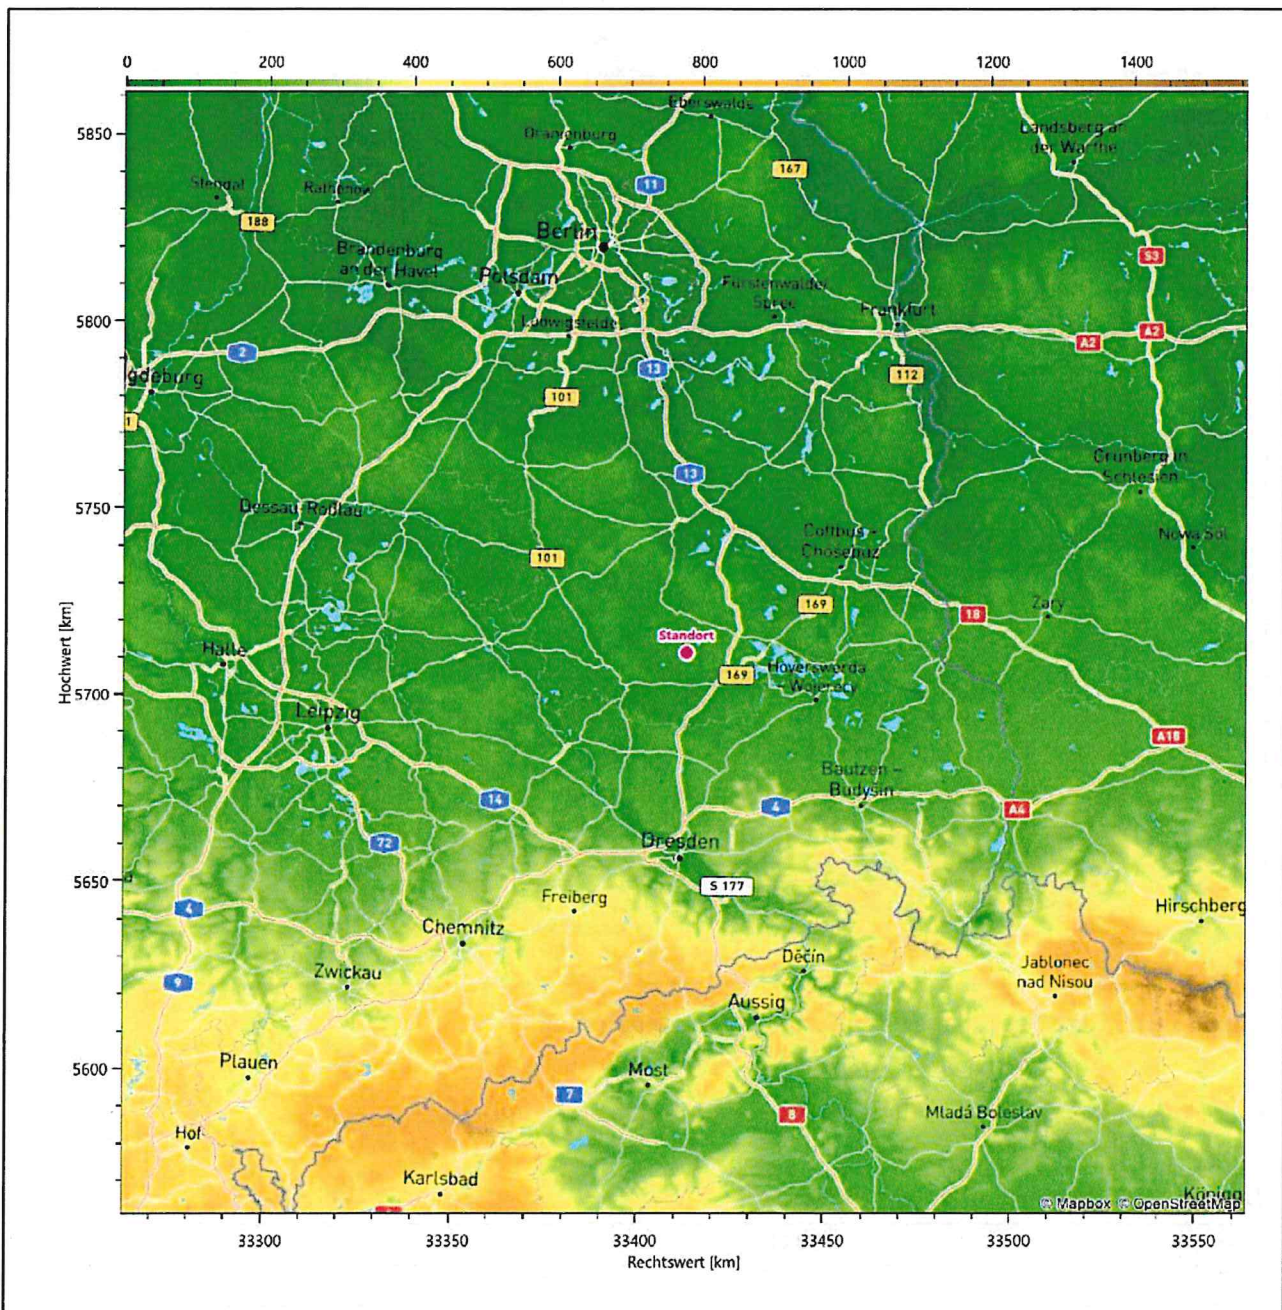 0 200 400 600 800 1000 1200 1400
5850
5800
5750
5700
5650
5600
Hochwert [km]
Eberswalde
Oranienburg
Landsberg an
der Warthe
167
11
Stendal
Rathenow
188
Berlin
Brandenburg
an der Havel
S3
Potsdam
Fürstenwalde/
Spree
Frankfurt
Ludwigsfelde
A2
A2
2
13
112
gdeburg
101
1
Grünberg in
Schlesien
13
Dessau-Roßlau
Cottbus -
Chóśebuz
Nowa Sól
101
169
Żary
18
Standort
Halle
169
Hoyerswerda
- Wojerecy
Leipzig
A18
Bautzen -
Budyšin
14
4
A4
72
Dresden
S 177
d
Freiberg
4
Hirschberg
Chemnitz
Děčín
Jablonec
nad Nisou
Zwickau
9
Aussig
Plauen
Most
7
8
Mladá Boleslav
Hof
Karlsbad
Königg
© Mapbox © OpenStreetMap
33300 33350 33400 33450 33500 33550
Rechtswert [km]